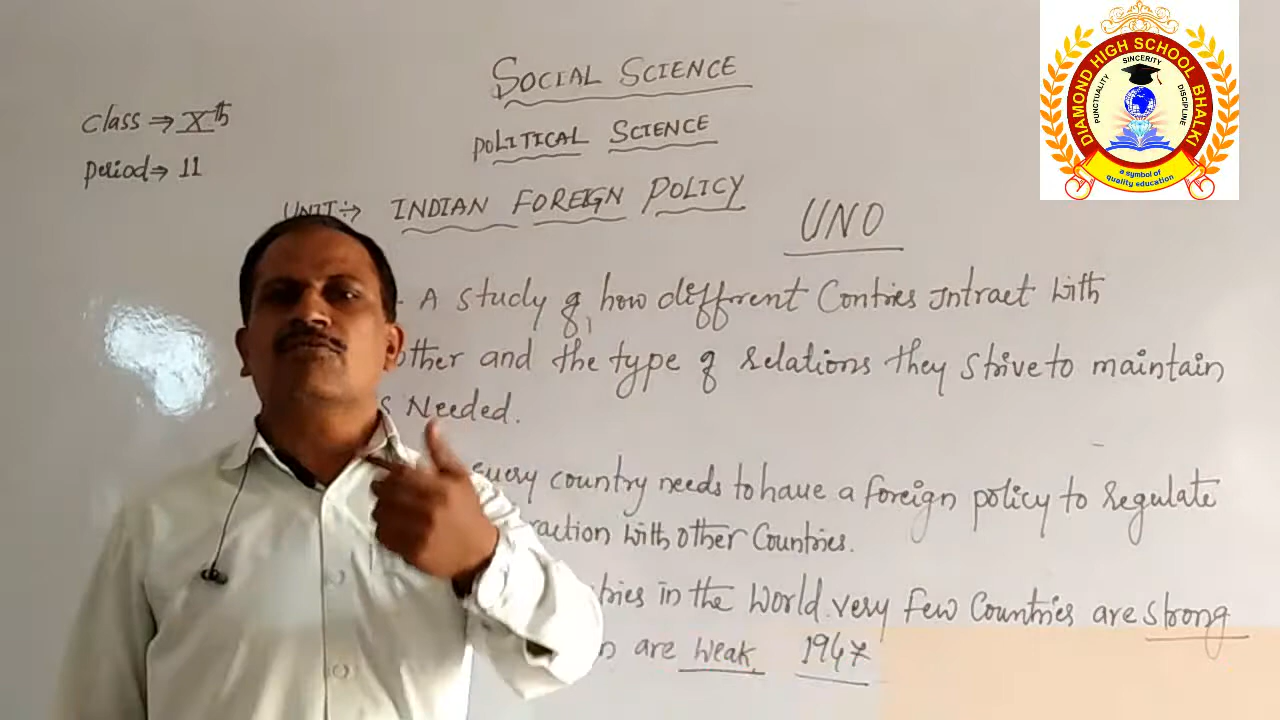 SOCIAL SCIENCE
Class → Xth
POLITICAL SCIENCE
Period → 11
UNIT :→ INDIAN FOREIGN POLICY
UNO
A study of how different Contries Intract with
other and the type of relations they strive to maintain
Needed.
every country needs to have a foreign policy to regulate
raction with other Countries.
tries in the World. very few Countries are strong
are weak. 1947
DIAMOND HIGH SCHOOL BHALKI
PUNCTUALITY
SINCERITY
DISCIPLINE
a symbol of
quality education